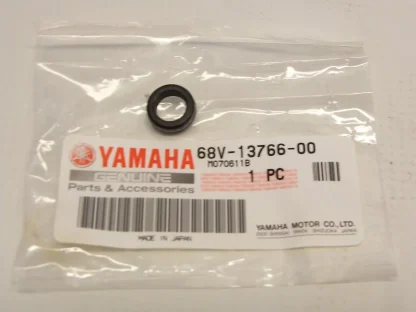 YAMAHA 68V-13766-00
GENUINE M070611B
Parts & Accessories 1 PC
YAMAHA MOTOR CO., LTD.
MADE IN JAPAN